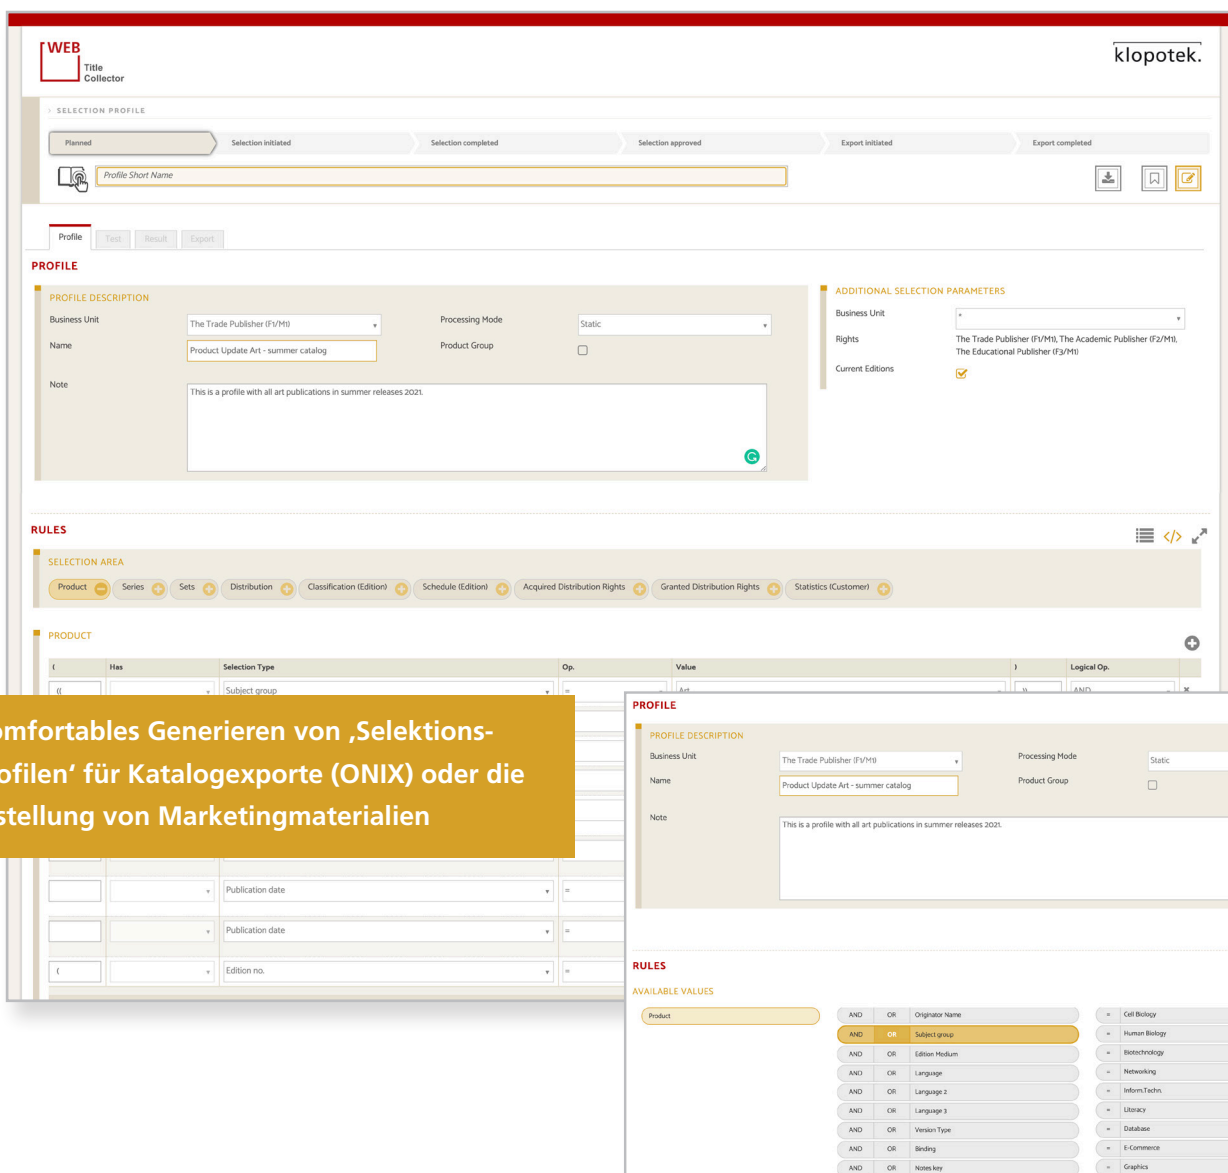 WEB
Title
Collector
klopotek.
> SELECTION PROFILE
Planned Selection initiated Selection completed Selection approved Export initiated Export completed
Profile Short Name
Profile Test Result Export
PROFILE
PROFILE DESCRIPTION
Business Unit The Trade Publisher (F1/M1) Processing Mode Static
Name Product Update Art - summer catalog Product Group
Note This is a profile with all art publications in summer releases 2021.
ADDITIONAL SELECTION PARAMETERS
Business Unit *
Rights The Trade Publisher (F1/M1), The Academic Publisher (F2/M1),
The Educational Publisher (F3/M1)
Current Editions
RULES
</>
SELECTION AREA
Product Series Sets Distribution Classification (Edition) Schedule (Edition) Acquired Distribution Rights Granted Distribution Rights Statistics (Customer)
PRODUCT
( Has Selection Type Op. Value ) Logical Op.
(( Subject group = Art )) AND
omfortables Generieren von ‚Selektions-
ofilen‘ für Katalogexporte (ONIX) oder die
stellung von Marketingmaterialien
Publication date =
Publication date =
( Edition no. =
PROFILE
PROFILE DESCRIPTION
Business Unit The Trade Publisher (F1/M1) Processing Mode Static
Name Product Update Art - summer catalog Product Group
Note This is a profile with all art publications in summer releases 2021.
RULES
AVAILABLE VALUES
Product AND OR Originator Name = Cell Biology
AND OR Subject group = Human Biology
AND OR Edition Medium = Biotechnology
AND OR Language = Networking
AND OR Language 2 = Inform.Techn.
AND OR Language 3 = Literacy
AND OR Version Type = Database
AND OR Binding = E-Commerce
AND OR Notes key = Graphics